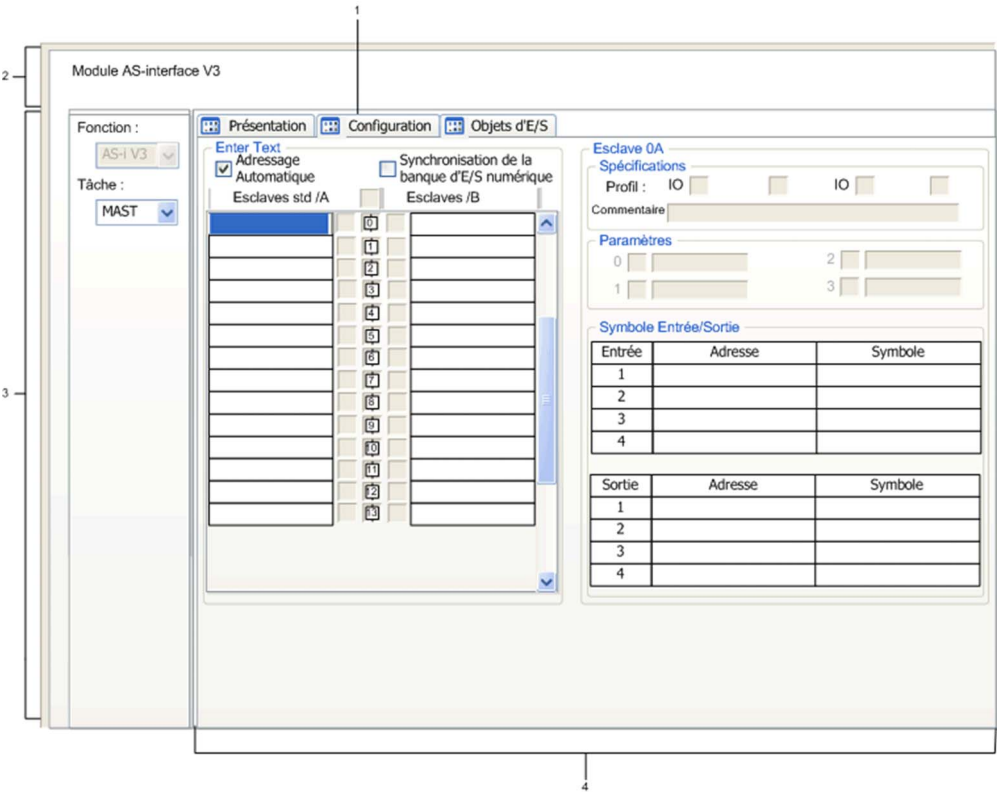 1
2
Module AS-interface V3
3
Fonction :
AS-i V3
Tâche :
MAST
Présentation
Configuration
Objets d'E/S
Enter Text
Adressage
Automatique
Synchronisation de la
banque d'E/S numérique
Esclaves std /A
Esclaves /B
0
1
2
3
4
5
6
7
8
9
10
11
12
13
Esclave 0A
Spécifications
Profil : IO IO
Commentaire
Paramètres
0 2
1 3
Symbole Entrée/Sortie
Entrée Adresse Symbole
1
2
3
4
Sortie Adresse Symbole
1
2
3
4
4